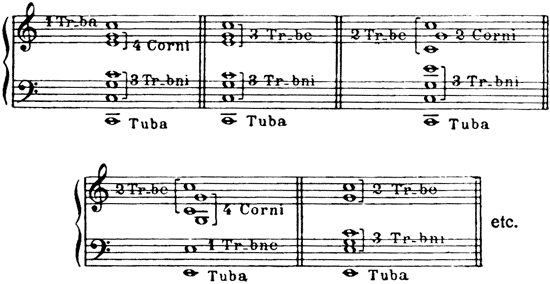 1 Tr-ba
4 Corni
3 Tr-bni
Tuba
3 Tr-be
3 Tr-bni
Tuba
2 Tr-be
2 Corni
3 Tr-bni
Tuba
2 Tr-be
4 Corni
1 Tr-bne
Tuba
2 Tr-be
3 Tr-bni
Tuba
etc.